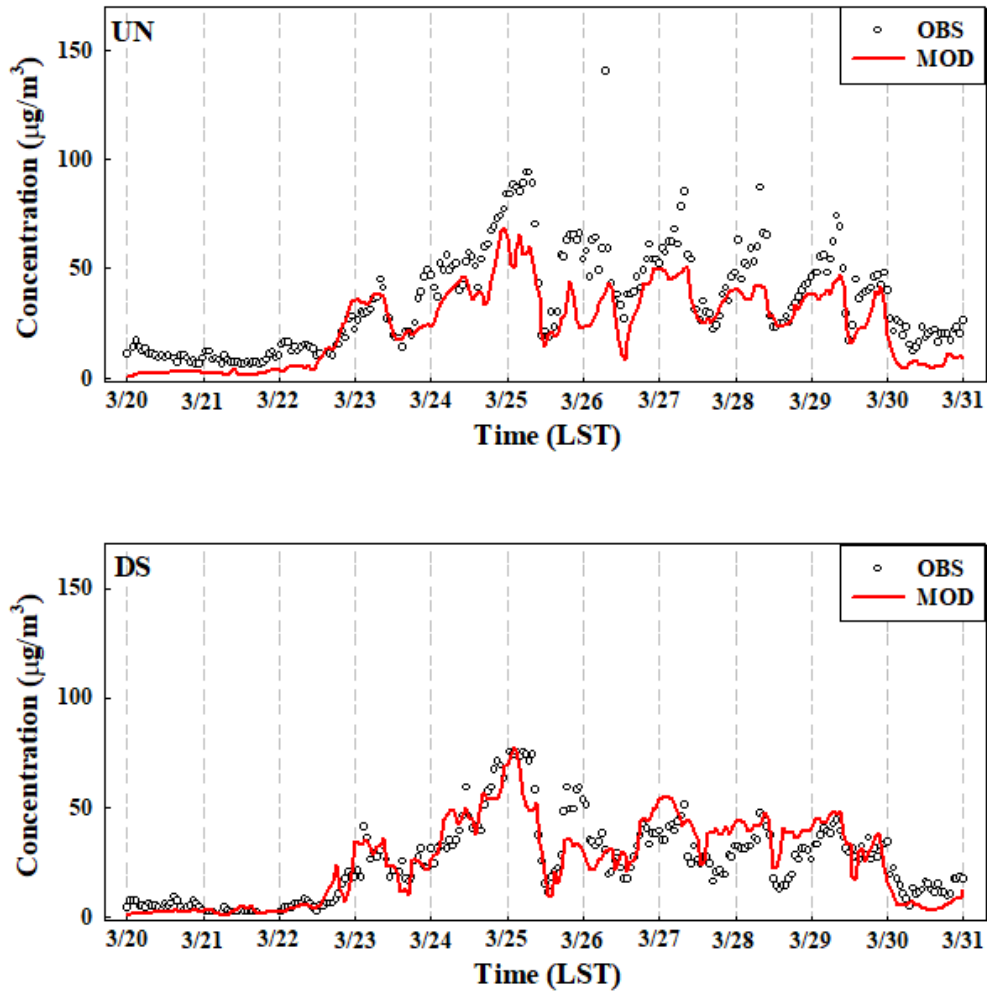 UN
OBS
MOD
Concentration (μg/m³)
150
100
50
0
3/20 3/21 3/22 3/23 3/24 3/25 3/26 3/27 3/28 3/29 3/30 3/31
Time (LST)
DS
OBS
MOD
Concentration (μg/m³)
150
100
50
0
3/20 3/21 3/22 3/23 3/24 3/25 3/26 3/27 3/28 3/29 3/30 3/31
Time (LST)